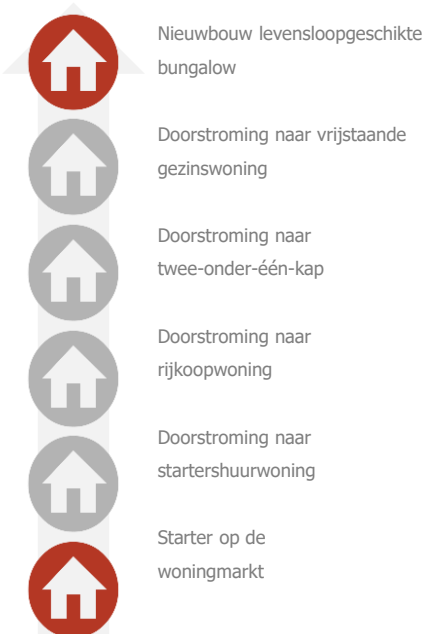 Nieuwbouw levensloopgeschikte
bungalow
Doorstroming naar vrijstaande
gezinswoning
Doorstroming naar
twee-onder-één-kap
Doorstroming naar
rijkoopwoning
Doorstroming naar
startershuurwoning
Starter op de
woningmarkt